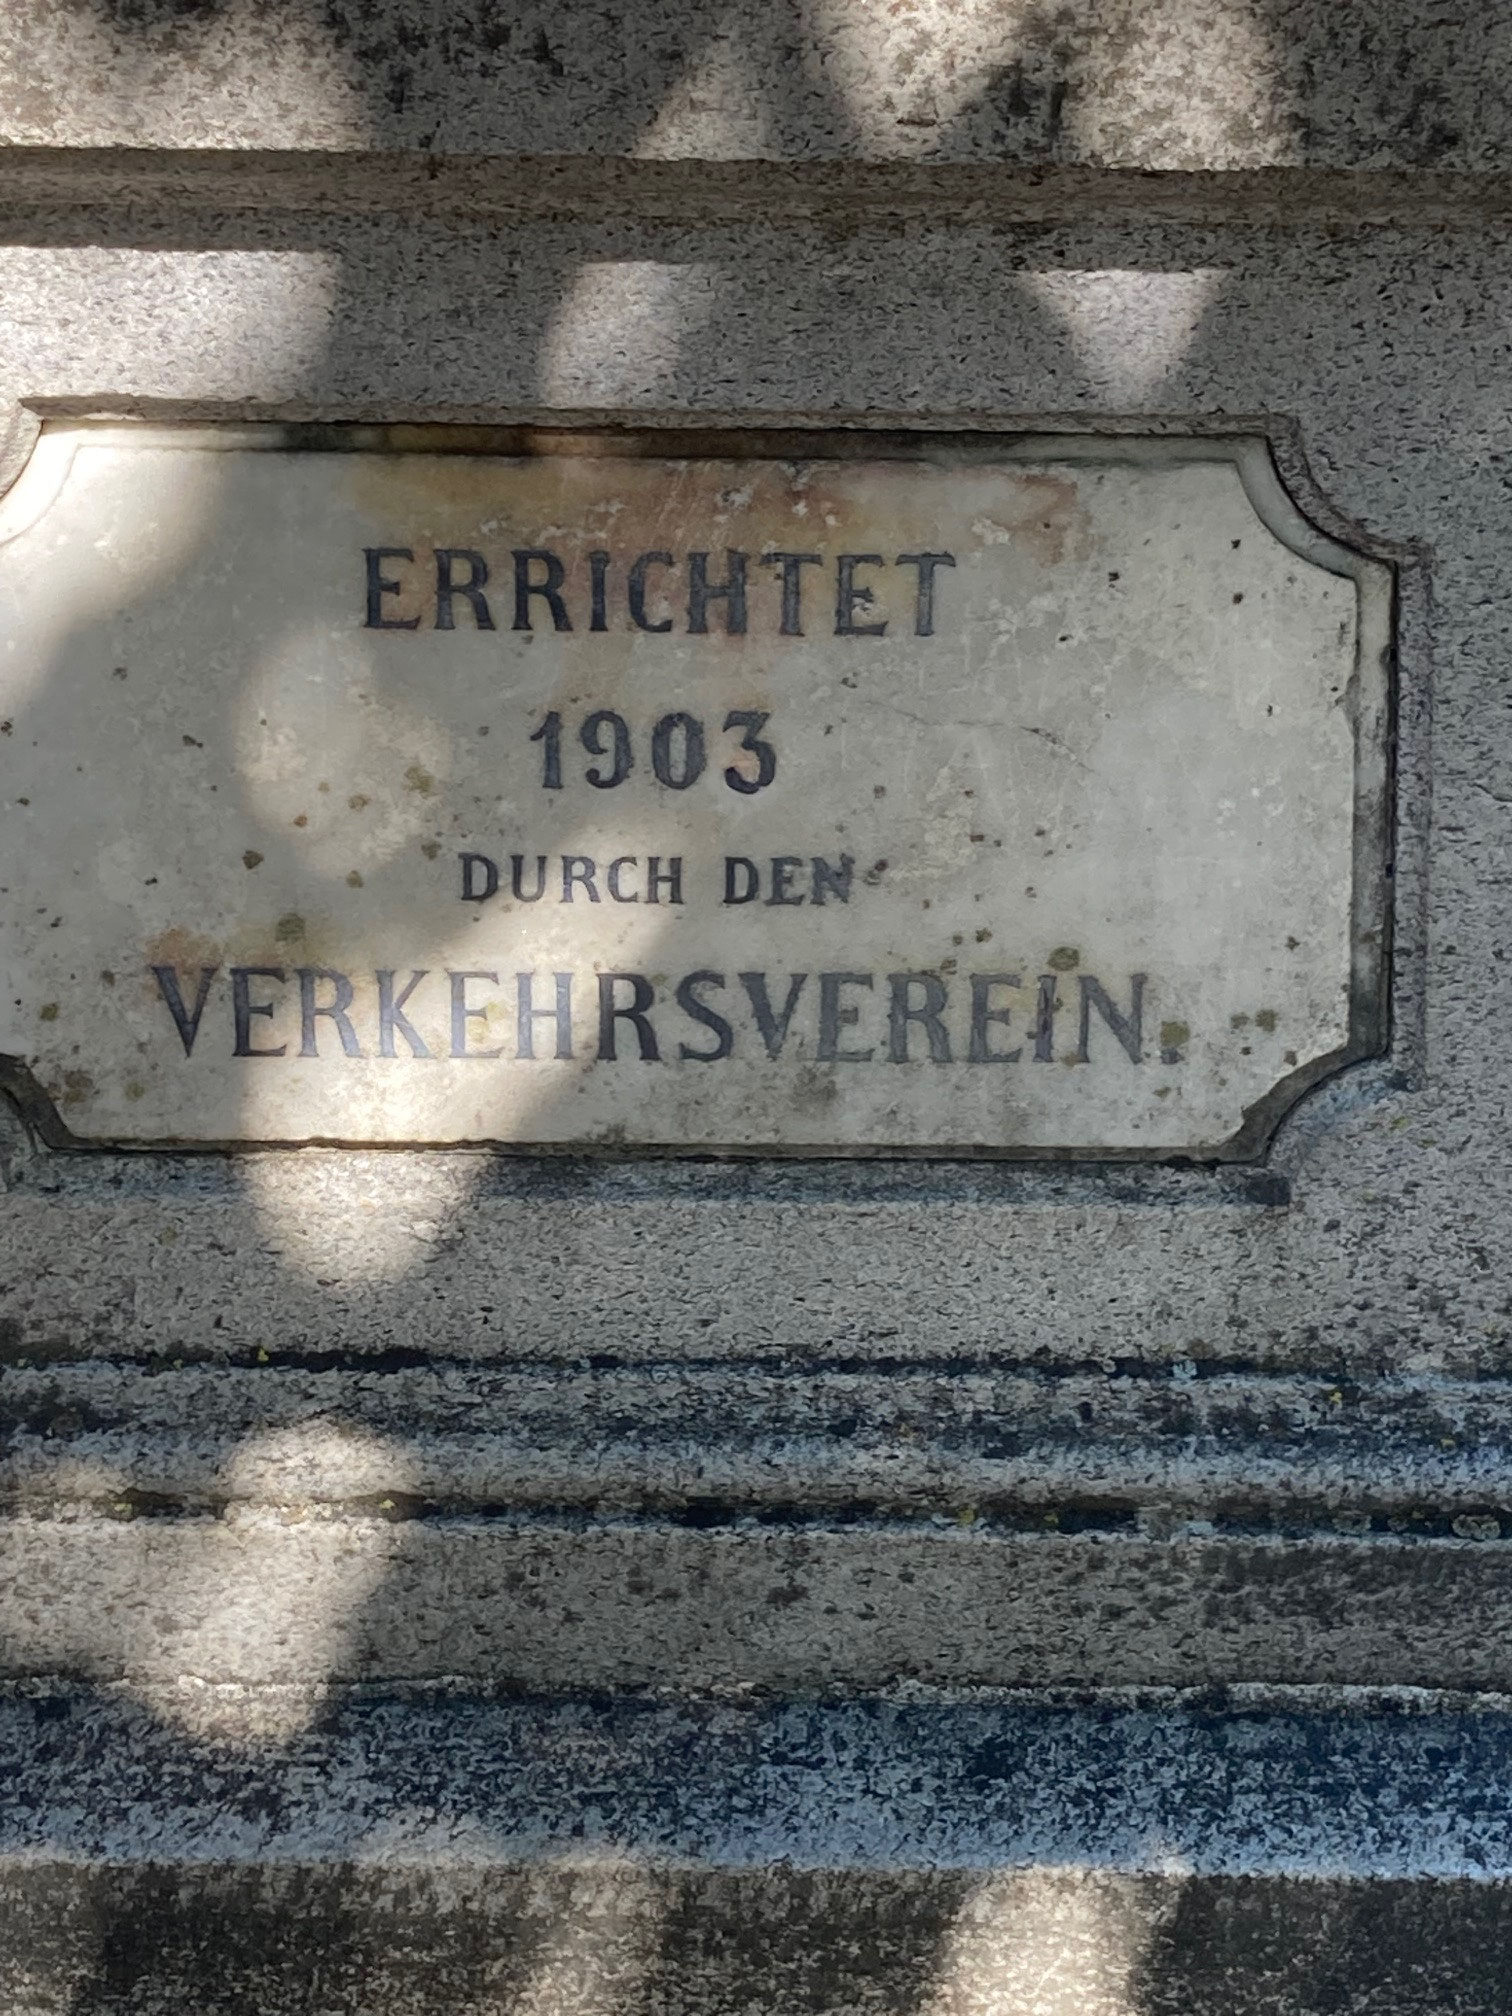 ERRICHTET
1903
DURCH DEN
VERKEHRSVEREIN.